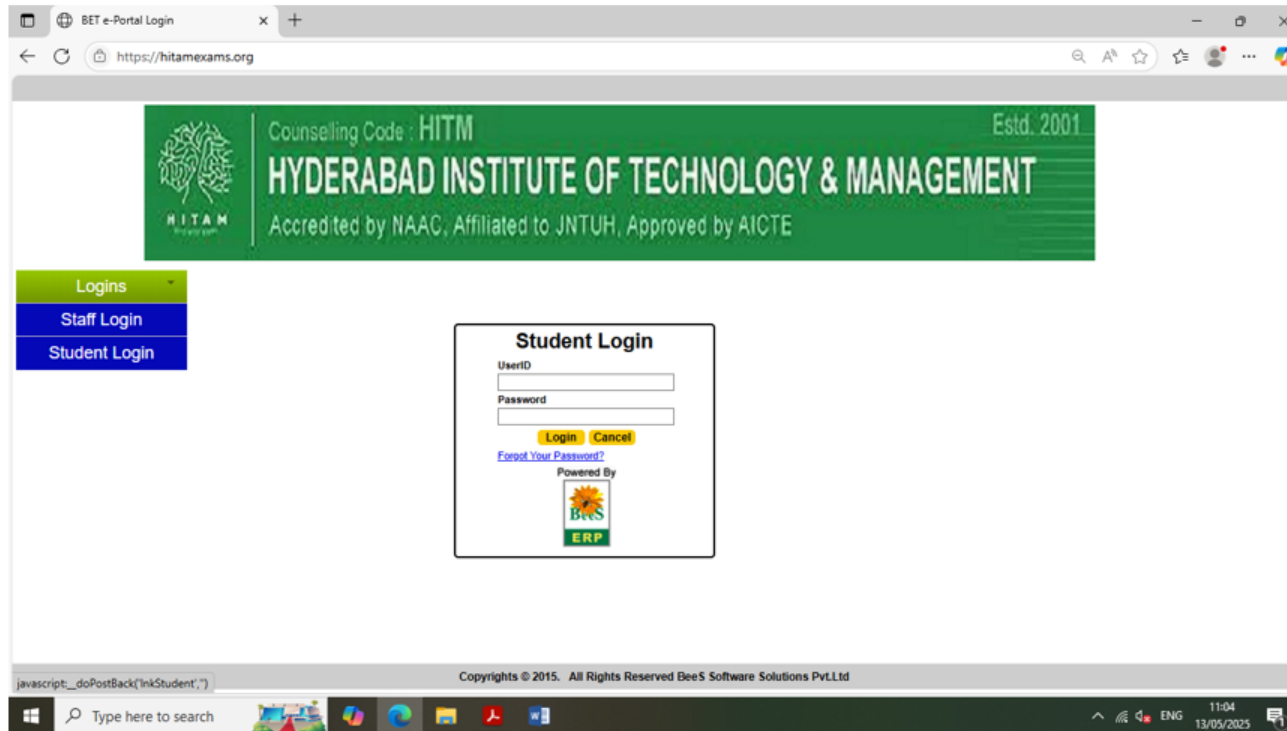 BET e-Portal Login
https://hitamexams.org
Counselling Code : HITM
Estd. 2001
HYDERABAD INSTITUTE OF TECHNOLOGY & MANAGEMENT
Accredited by NAAC, Affiliated to JNTUH, Approved by AICTE
HITAM
Logins
Staff Login
Student Login
Student Login
UserID
Password
Login Cancel
Forgot Your Password?
Powered By
BeeS
ERP
Copyrights © 2015. All Rights Reserved BeeS Software Solutions Pvt.Ltd
javascript:__doPostBack('lnkStudent','')
Type here to search
ENG
11:04
13/05/2025